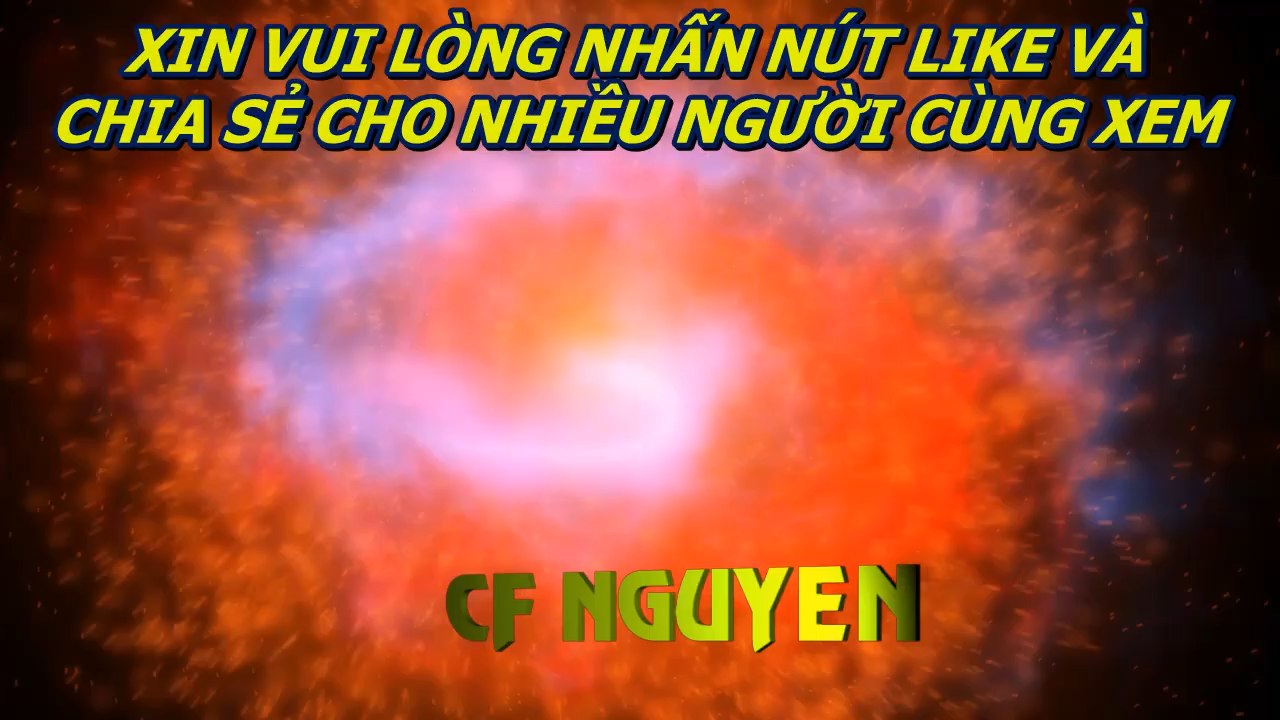 XIN VUI LÒNG NHẤN NÚT LIKE VÀ
CHIA SẺ CHO NHIỀU NGƯỜI CÙNG XEM
CF NGUYEN